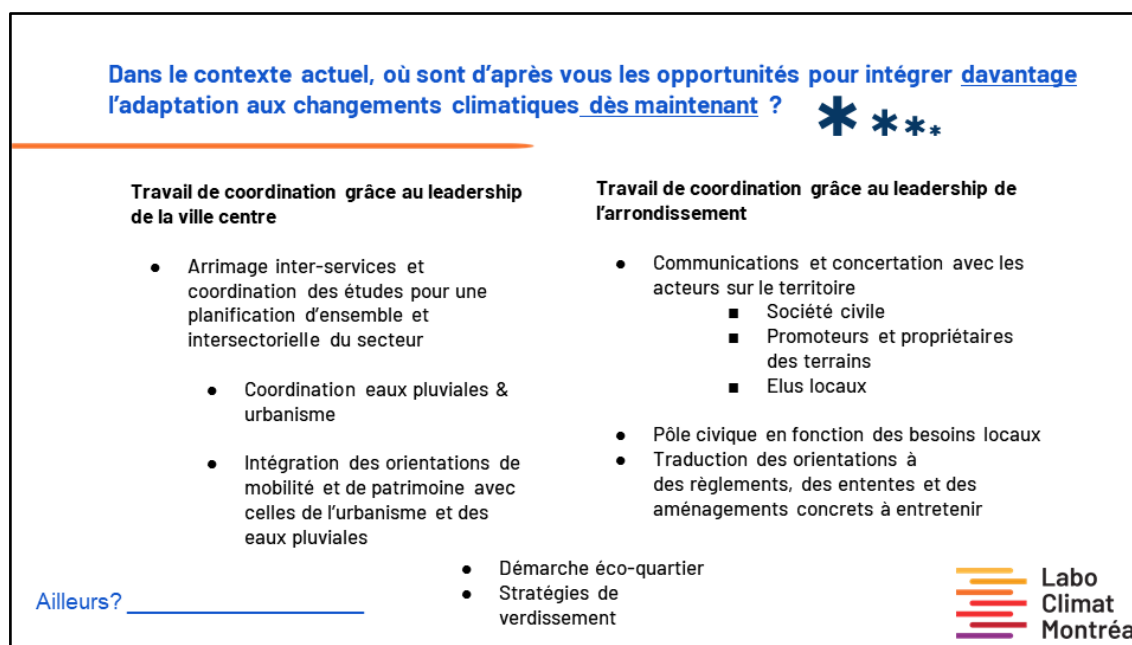 Dans le contexte actuel, où sont d'après vous les opportunités pour intégrer davantage
l'adaptation aux changements climatiques dès maintenant ? ****
Travail de coordination grâce au leadership
de la ville centre
● Arrimage inter-services et
coordination des études pour une
planification d'ensemble et
intersectorielle du secteur
● Coordination eaux pluviales &
urbanisme
● Intégration des orientations de
mobilité et de patrimoine avec
celles de l'urbanisme et des
eaux pluviales
Travail de coordination grâce au leadership de
l'arrondissement
● Communications et concertation avec les
acteurs sur le territoire
■ Société civile
■ Promoteurs et propriétaires
des terrains
■ Elus locaux
● Pôle civique en fonction des besoins locaux
● Traduction des orientations à
des règlements, des ententes et des
aménagements concrets à entretenir
● Démarche éco-quartier
● Stratégies de
verdissement
Ailleurs? ____________________
Labo
Climat
Montréa